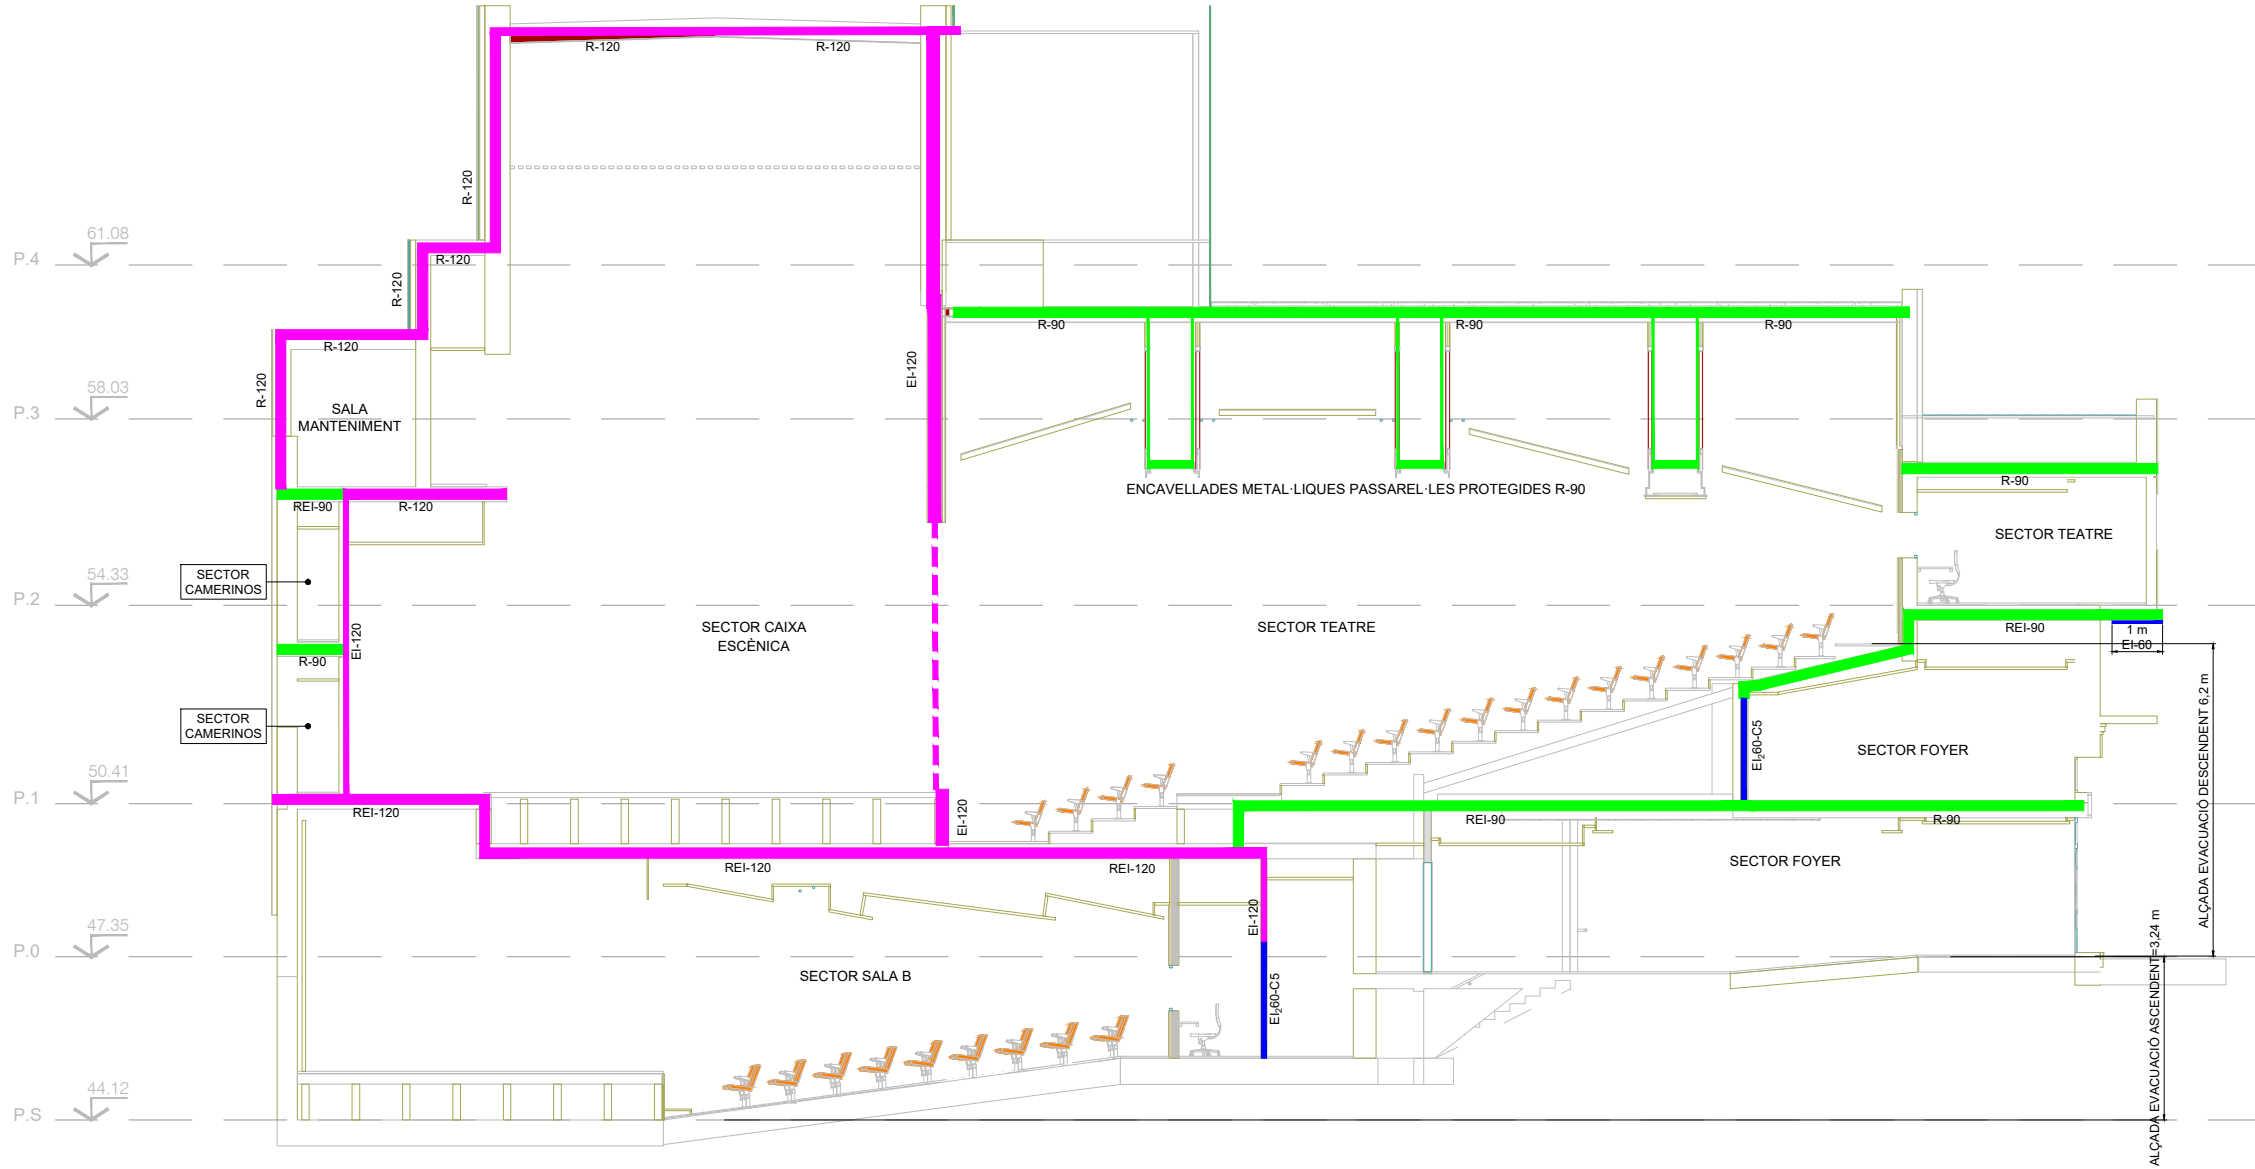 R-120
R-120
R-120
61.08
P.4
R-120
R-120
R-90
R-90
R-90
R-120
EI-120
R-120
58.03
P.3
SALA
MANTENIMENT
R-90
ENCAVELLADES METAL·LIQUES PASSAREL·LES PROTEGIDES R-90
REI-90
R-120
SECTOR TEATRE
54.33
P.2
SECTOR
CAMERINOS
SECTOR CAIXA
ESCÈNICA
SECTOR TEATRE
REI-90
1 m
EI-60
EI-120
R-90
SECTOR
CAMERINOS
EI₂60-C5
SECTOR FOYER
ALÇADA EVACUACIÓ DESCENDENT 6,2 m
50.41
P.1
REI-120
EI-120
REI-90
R-90
REI-120
REI-120
SECTOR FOYER
EI-120
47.35
P.0
SECTOR SALA B
EI₂60-C5
ALÇADA EVACUACIÓ ASCENDENT=3,24 m
44.12
P.S